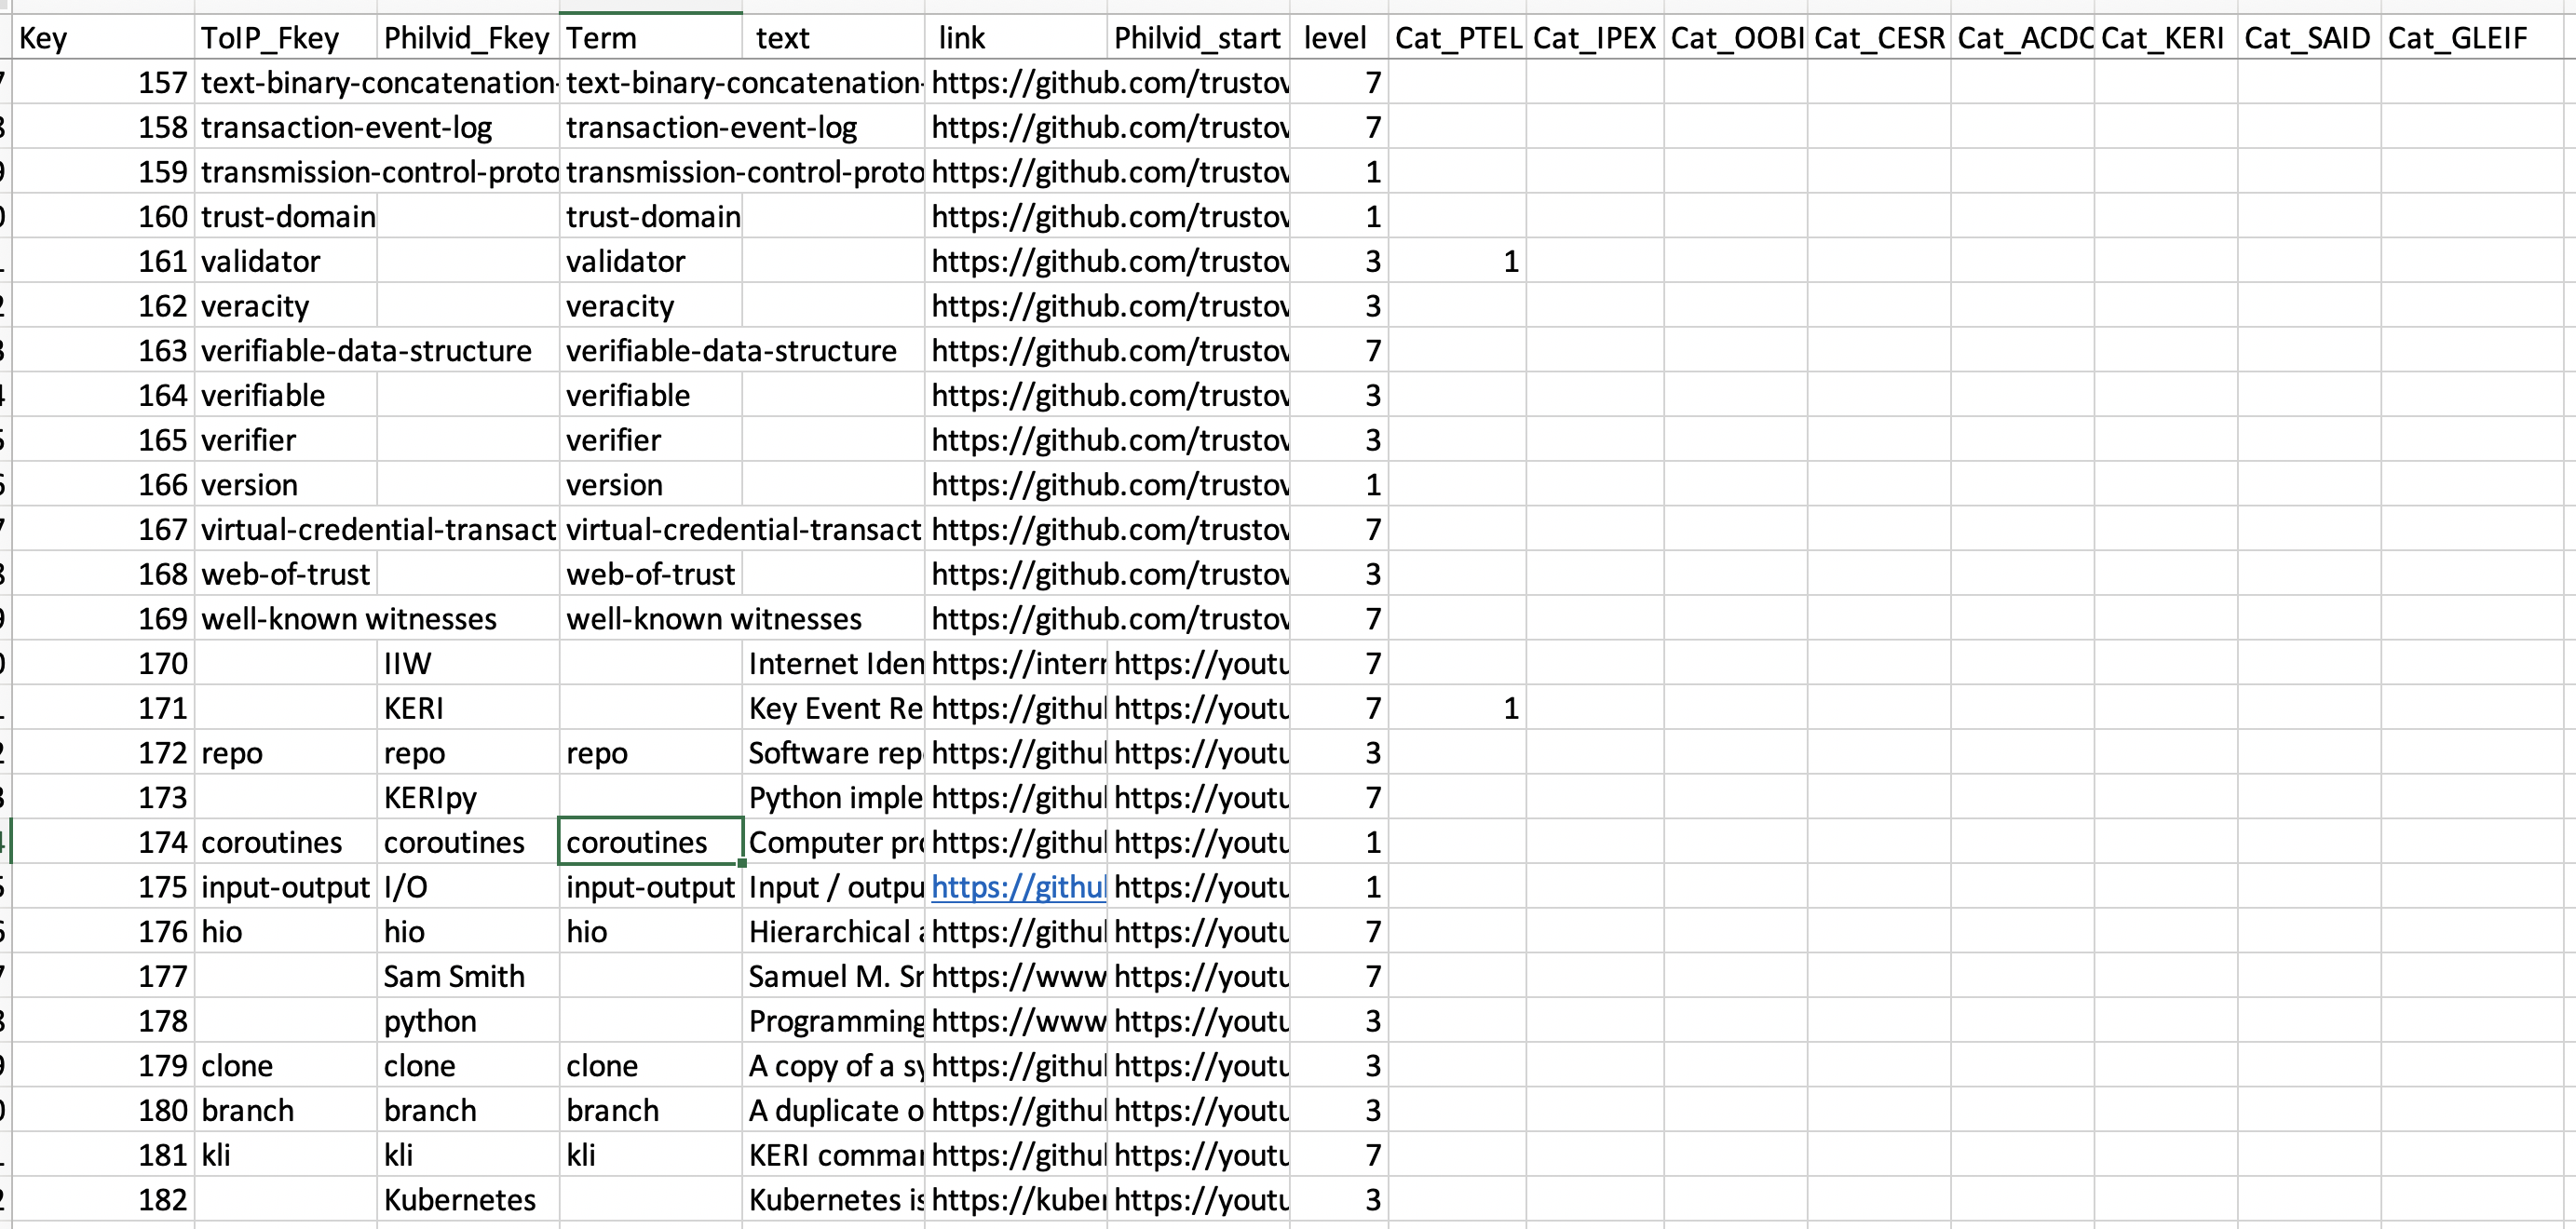 Key ToIP_Fkey Philvid_Fkey Term text link Philvid_start level Cat_PTEL Cat_IPEX Cat_OOBI Cat_CESR Cat_ACDC Cat_KERI Cat_SAID Cat_GLEIF
157 text-binary-concatenation- text-binary-concatenation- https://github.com/trustov 7
158 transaction-event-log transaction-event-log https://github.com/trustov 7
159 transmission-control-proto transmission-control-proto https://github.com/trustov 1
160 trust-domain trust-domain https://github.com/trustov 1
161 validator validator https://github.com/trustov 3 1
162 veracity veracity https://github.com/trustov 3
163 verifiable-data-structure verifiable-data-structure https://github.com/trustov 7
164 verifiable verifiable https://github.com/trustov 3
165 verifier verifier https://github.com/trustov 3
166 version version https://github.com/trustov 1
167 virtual-credential-transact virtual-credential-transact https://github.com/trustov 7
168 web-of-trust web-of-trust https://github.com/trustov 3
169 well-known witnesses well-known witnesses https://github.com/trustov 7
170 IIW Internet Iden https://intern https://youtu 7
171 KERI Key Event Re https://githul https://youtu 7 1
172 repo repo repo Software rep https://githul https://youtu 3
173 KERIpy Python imple https://githul https://youtu 7
174 coroutines coroutines coroutines Computer pro https://githul https://youtu 1
175 input-output I/O input-output Input / outpu https://githul https://youtu 1
176 hio hio hio Hierarchical a https://githul https://youtu 7
177 Sam Smith Samuel M. Sm https://www https://youtu 7
178 python Programming https://www https://youtu 3
179 clone clone clone A copy of a sy https://githul https://youtu 3
180 branch branch branch A duplicate o https://githul https://youtu 3
181 kli kli kli KERI comman https://githul https://youtu 7
182 Kubernetes Kubernetes is https://kuber https://youtu 3